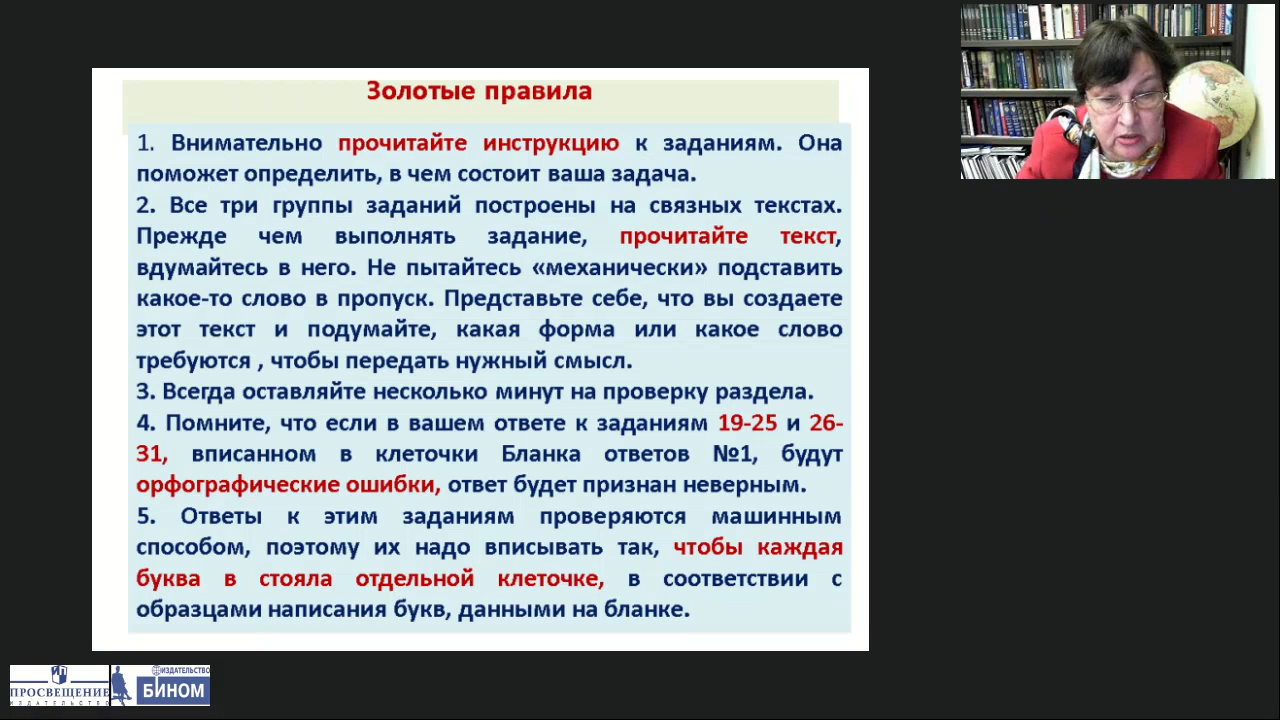 Золотые правила
1. Внимательно прочитайте инструкцию к заданиям. Она
поможет определить, в чем состоит ваша задача.
2. Все три группы заданий построены на связных текстах.
Прежде чем выполнять задание, прочитайте текст,
вдумайтесь в него. Не пытайтесь «механически» подставить
какое-то слово в пропуск. Представьте себе, что вы создаете
этот текст и подумайте, какая форма или какое слово
требуются , чтобы передать нужный смысл.
3. Всегда оставляйте несколько минут на проверку раздела.
4. Помните, что если в вашем ответе к заданиям 19-25 и 26-
31, вписанном в клеточки Бланка ответов №1, будут
орфографические ошибки, ответ будет признан неверным.
5. Ответы к этим заданиям проверяются машинным
способом, поэтому их надо вписывать так, чтобы каждая
буква в стояла отдельной клеточке, в соответствии с
образцами написания букв, данными на бланке.
ПРОСВЕЩЕНИЕ
ИЗДАТЕЛЬСТВО
ИЗДАТЕЛЬСТВО
БИНОМ